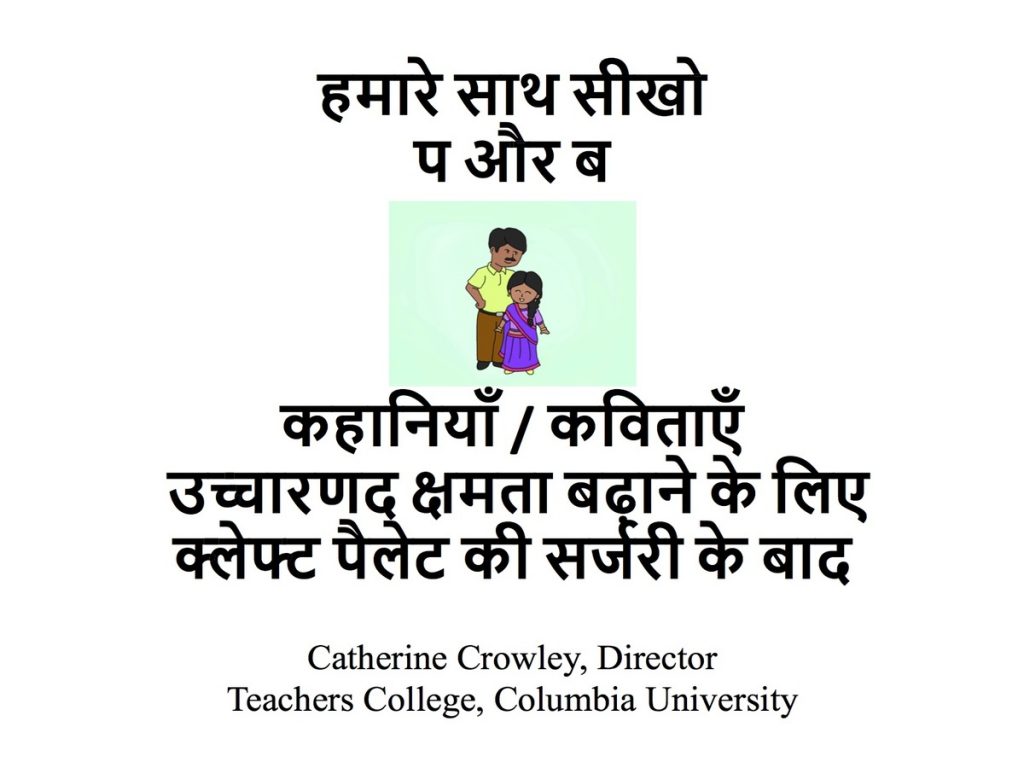 हमारे साथ सीखो
प और ब
कहानियाँ / कविताएँ
उच्चारणद क्षमता बढ़ाने के लिए
क्लेफ्ट पैलेट की सर्जरी के बाद
Catherine Crowley, Director
Teachers College, Columbia University